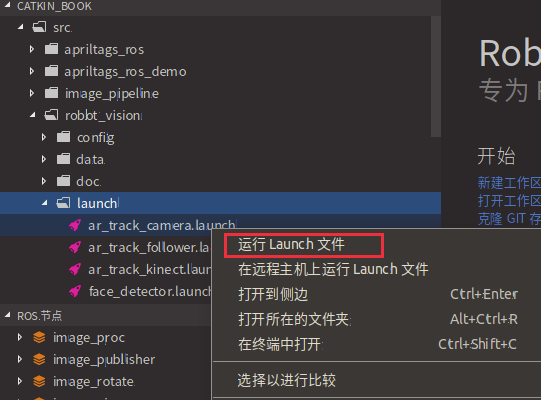 CATKIN_BOOK
src
apriltags_ros
apriltags_ros_demo
image_pipeline
robot_vision
config
data
doc
launch
ar_track_camera.launch
ar_track_follower.la
ar_track_kinect.laun
face_detector.launch
ROS.节点
image_proc
image_publisher
image_rotate
Rob
专为
开始
新建工作区
打开工作区
克隆 GIT 存
运行 Launch 文件
在远程主机上运行 Launch 文件
打开到侧边 Ctrl+Enter
打开所在的文件夹 Alt+Ctrl+R
在终端中打开 Ctrl+Shift+C
选择以进行比较